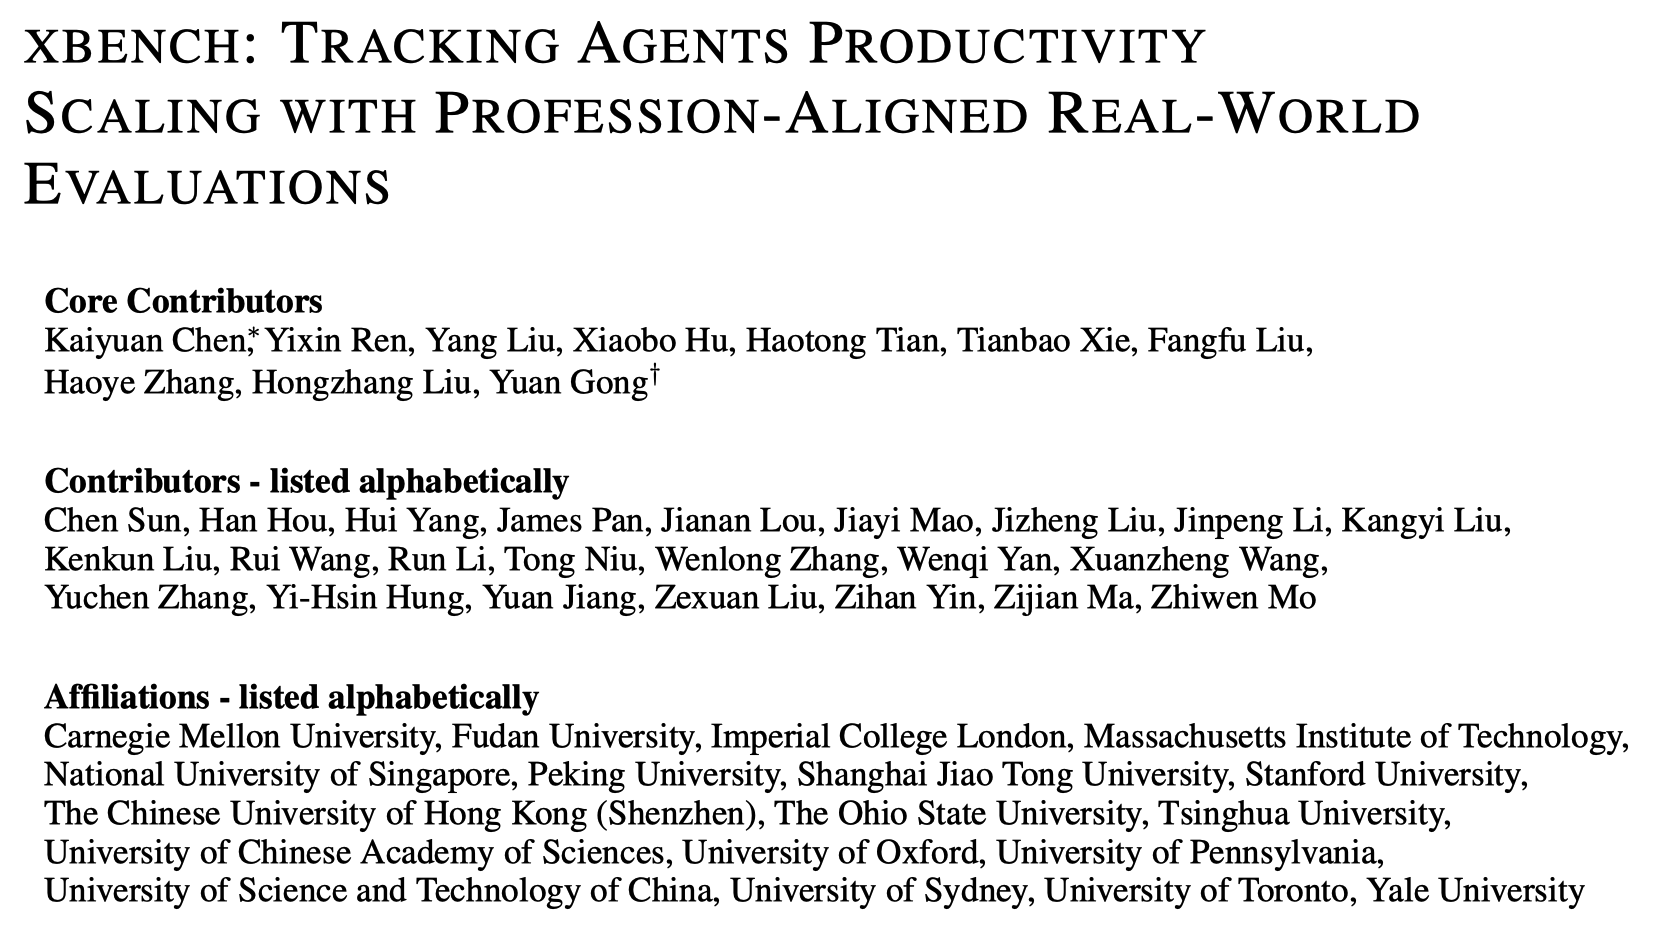 XBENCH: TRACKING AGENTS PRODUCTIVITY
SCALING WITH PROFESSION-ALIGNED REAL-WORLD
EVALUATIONS
Core Contributors
Kaiyuan Chen,* Yixin Ren, Yang Liu, Xiaobo Hu, Haotong Tian, Tianbao Xie, Fangfu Liu,
Haoye Zhang, Hongzhang Liu, Yuan Gong†
Contributors - listed alphabetically
Chen Sun, Han Hou, Hui Yang, James Pan, Jianan Lou, Jiayi Mao, Jizheng Liu, Jinpeng Li, Kangyi Liu,
Kenkun Liu, Rui Wang, Run Li, Tong Niu, Wenlong Zhang, Wenqi Yan, Xuanzheng Wang,
Yuchen Zhang, Yi-Hsin Hung, Yuan Jiang, Zexuan Liu, Zihan Yin, Zijian Ma, Zhiwen Mo
Affiliations - listed alphabetically
Carnegie Mellon University, Fudan University, Imperial College London, Massachusetts Institute of Technology,
National University of Singapore, Peking University, Shanghai Jiao Tong University, Stanford University,
The Chinese University of Hong Kong (Shenzhen), The Ohio State University, Tsinghua University,
University of Chinese Academy of Sciences, University of Oxford, University of Pennsylvania,
University of Science and Technology of China, University of Sydney, University of Toronto, Yale University